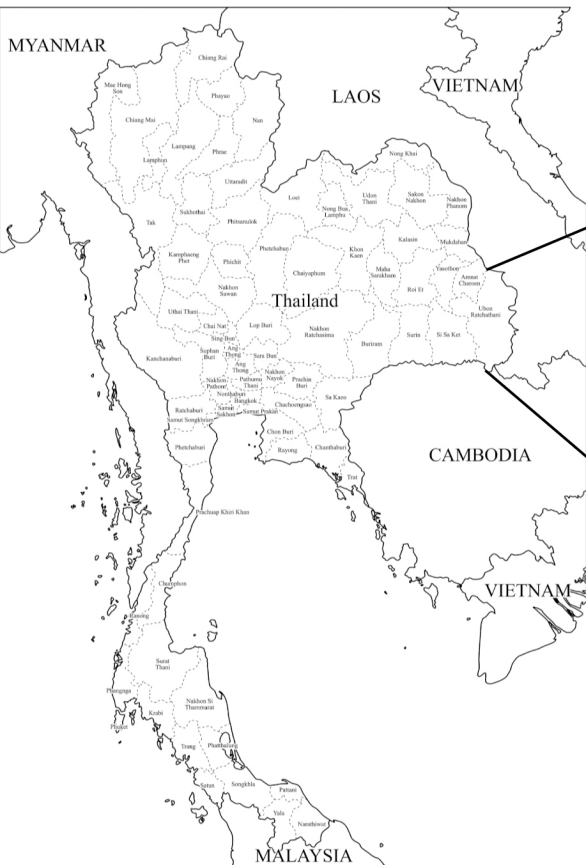 MYANMAR
Chiang Rai
Mae Hong
Son
Phayao
LAOS
VIETNAM
Chiang Mai
Nan
Lampang
Phrae
Lamphun
Nong Khai
Uttaradit
Loei
Udon
Thani
Sakon
Nakhon
Nakhon
Phanom
Nong Bua
Lamphu
Sukhothai
Tak
Phitsanulok
Kalasin
Mukdahan
Phetchabun
Khon
Kaen
Kamphaeng
Phet
Phichit
Chaiyaphum
Maha
Sarakham
Yasothon
Amnat
Charoen
Roi Et
Nakhon
Sawan
Thailand
Uthai Thani
Ubon
Ratchathani
Chai Nat
Lop Buri
Nakhon
Ratchasima
Surin
Si Sa Ket
Sing Buri
Buriram
Kanchanaburi
Suphan
Buri
Ang
Thong
Sara Buri
Ang
Thong
Nakhon
Nayok
Nakhon
Pathom
Pathumu
Thani
Prachin
Buri
Nonthaburi
Bangkok
Sa Kaeo
Chachoengsao
Ratchaburi
Samut
Sakhon
Samut Prakan
Samut Songkhram
Chon Buri
Phetchaburi
Rayong
Chanthaburi
CAMBODIA
Trat
Prachuap Khiri Khan
Chumphon
VIETNAM
Ranong
Surat
Thani
Phangnga
Nakhon Si
Thammarat
Krabi
Phuket
Trang
Phatthalung
Satun
Songkhla
Pattani
Yala
Narathiwat
MALAYSIA